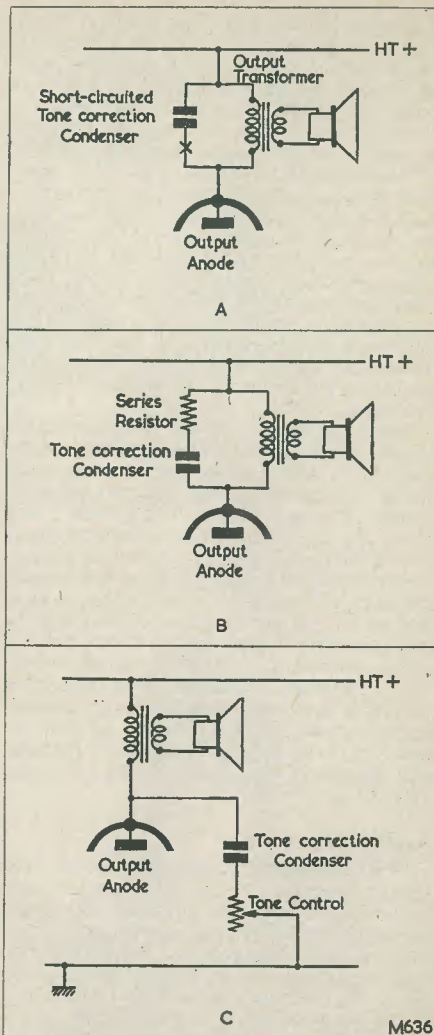 HT+
Output
Transformer
Short-circuited
Tone correction
Condenser
Output
Anode
A
HT+
Series
Resistor
Tone correction
Condenser
Output
Anode
B
HT+
Output
Anode
Tone correction
Condenser
Tone Control
C
M636